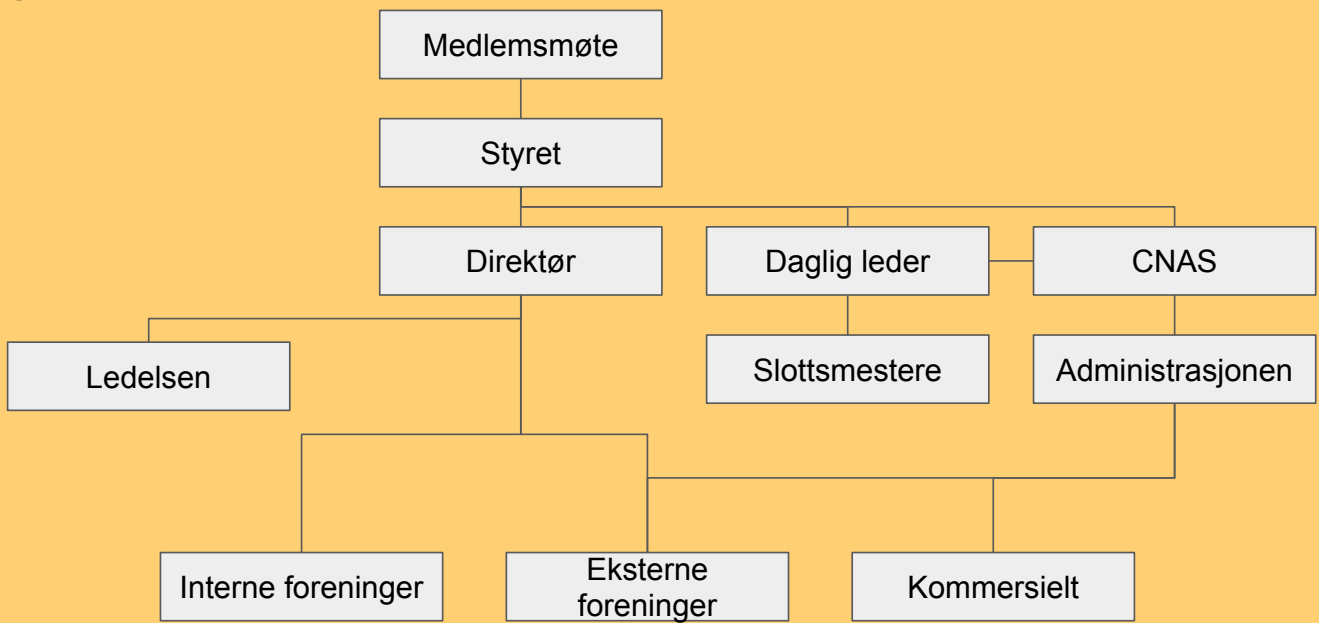 Medlemsmøte
Styret
Direktør
Daglig leder
CNAS
Ledelsen
Slottsmestere
Administrasjonen
Interne foreninger
Eksterne
foreninger
Kommersielt